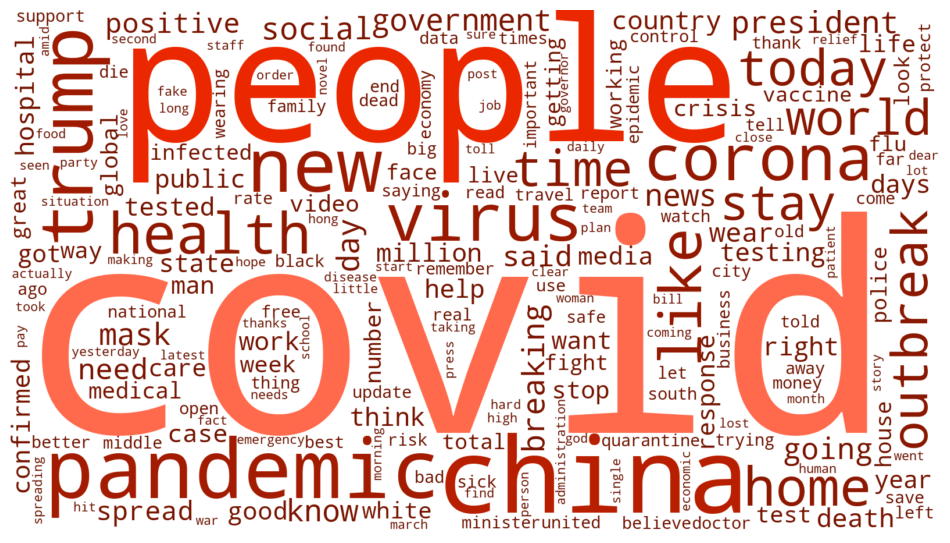 support
positive
social
government
country
president
amid
second
staff
found
data
sure
times
control
thank
relief
life
protect
hospital
trump
die
people
today
look
fake
long
wearing
order
novel
end
dead
economy
post
job
important
getting
governor
working
epidemic
crisis
vaccine
world
food
love
family
tell
flu
seen
party
global
infected
new
face
big
toll
time
daily
corona
close
far
dear
lot
situation
public
saying
live
days
great
rate
read
travel
report
news
stay
come
tested
video
hong
virus
team
plan
watch
wear
old
outbreak
health
day
million
said
media
testing
patient
got
way
making
state
hope
black
disease
start
remember
clear
like
city
police
actually
ago
man
little
help
use
woman
bill
business
took
covid
national
free
real
safe
told
mask
thanks
school
number
taking
want
coming
right
pay
yesterday
latest
work
press
breaking
fight
let
response
away
story
need
care
week
money
confirmed
medical
thing
needs
update
stop
south
month
open
fact
think
hard
high
administration
lost
house
better
middle
case
emergency
best
risk
total
god
quarantine
trying
going
went
spreading
pandemic
morning
bad
sick
find
china
single
economic
human
home
year
hit
spread
war
good
know
white
march
person
minister
united
believe
doctor
test
death
save
left